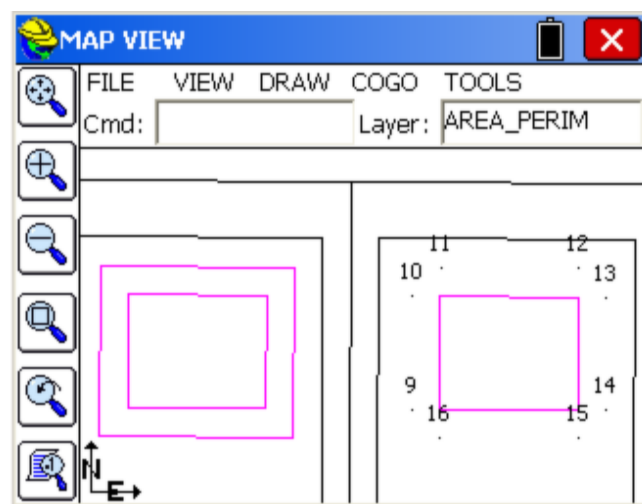 MAP VIEW
FILE VIEW DRAW COGO TOOLS
Cmd: Layer: AREA_PERIM
11 12
10 13
9 14
16 15
N
E